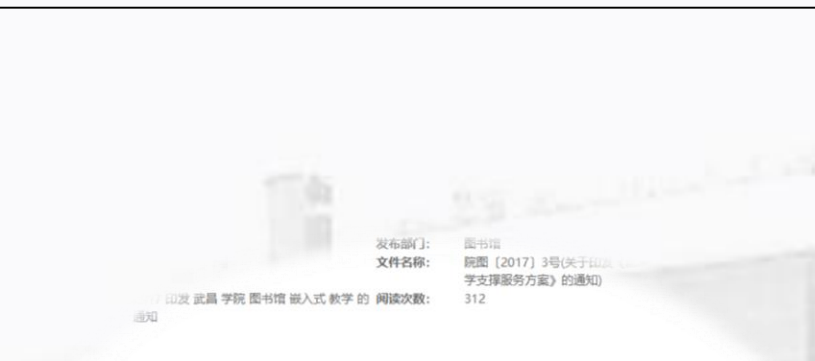 发布部门： 图书馆
文件名称： 院图〔2017〕3号(关于印发
学支撑服务方案》的通知)
印发 武昌 学院 图书馆 嵌入式 教学 的 阅读次数： 312
通知